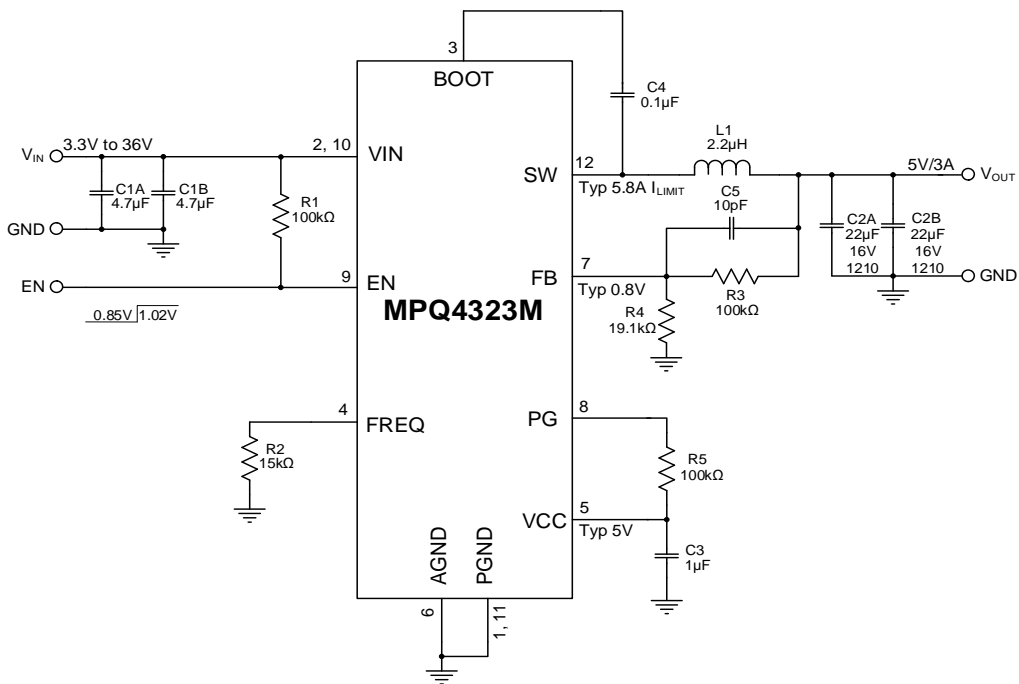 3
BOOT
C4
0.1µF
VIN 3.3V to 36V
2, 10
VIN
C1A
4.7µF
C1B
4.7µF
R1
100kΩ
GND
EN
9
EN
0.85V 1.02V
MPQ4323M
SW
12
Typ 5.8A ILIMIT
L1
2.2µH
5V/3A
VOUT
C5
10pF
C2A
22µF
16V
1210
C2B
22µF
16V
1210
GND
FB
7
Typ 0.8V
R4
19.1kΩ
R3
100kΩ
4
FREQ
R2
15kΩ
PG
8
R5
100kΩ
VCC
5
Typ 5V
C3
1µF
AGND
PGND
6
1, 11